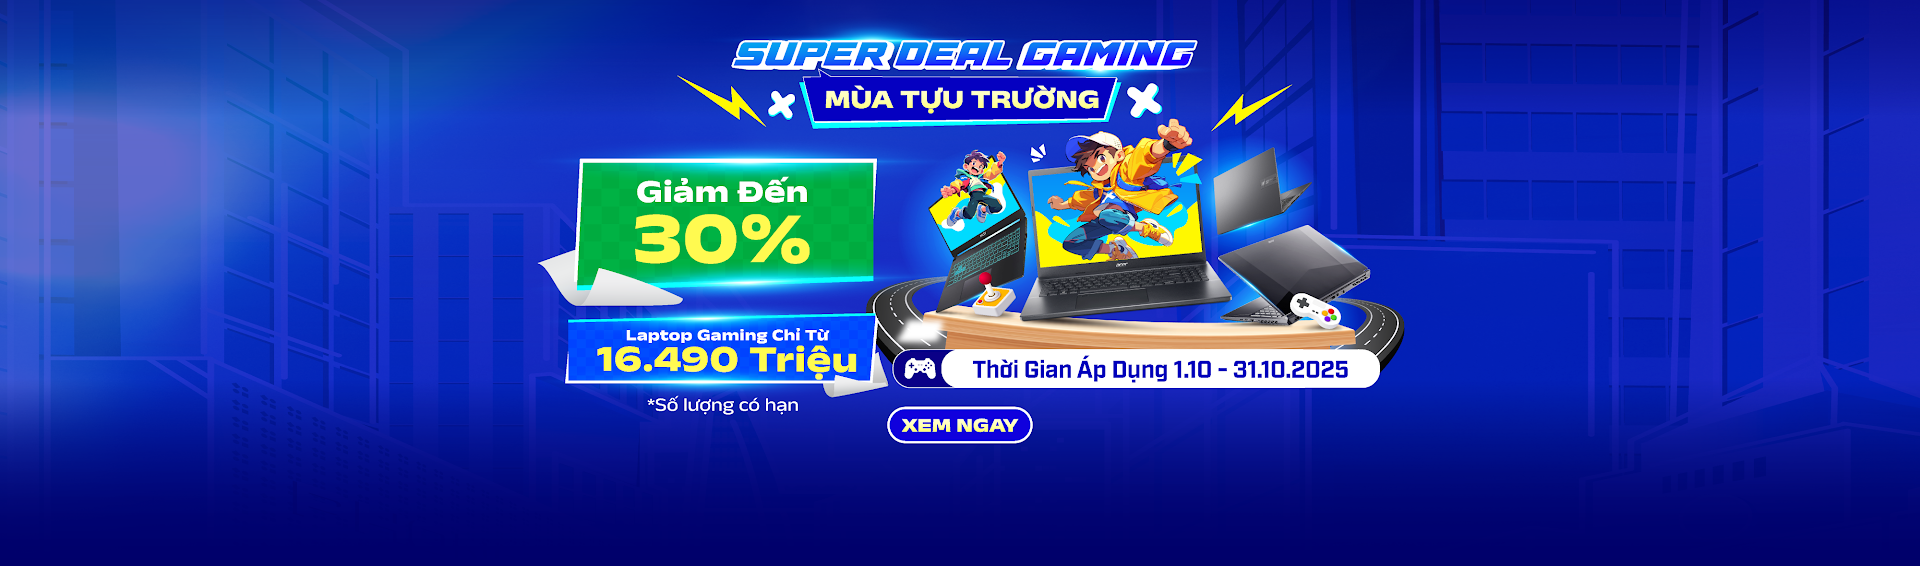 SUPER DEAL GAMING
MÙA TỰU TRƯỜNG
Giảm Đến
30%
Laptop Gaming Chỉ Từ
16.490 Triệu
*Số lượng có hạn
acer
Thời Gian Áp Dụng 1.10 - 31.10.2025
XEM NGAY